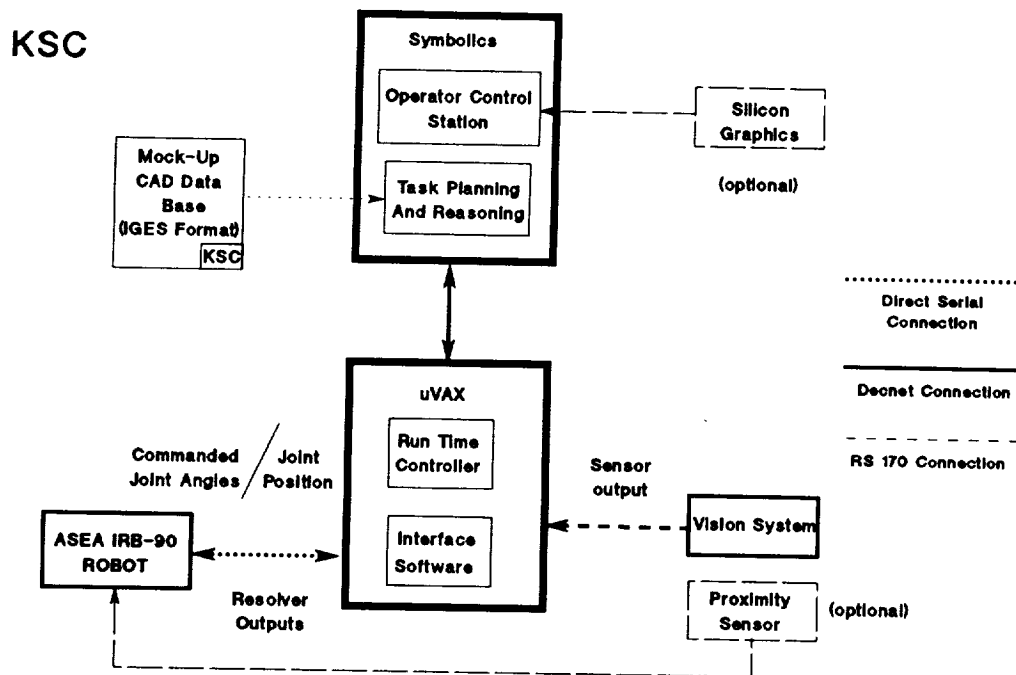 KSC
Symbolics
Operator Control
Station
Silicon
Graphics
(optional)
Mock-Up
CAD Data
Base
(IGES Format)
KSC
Task Planning
And Reasoning
Direct Serial
Connection
Decnet Connection
RS 170 Connection
uVAX
Run Time
Controller
Interface
Software
Commanded
Joint Angles
/
Joint
Position
Sensor
output
Vision System
ASEA IRB-90
ROBOT
Resolver
Outputs
Proximity
Sensor
(optional)